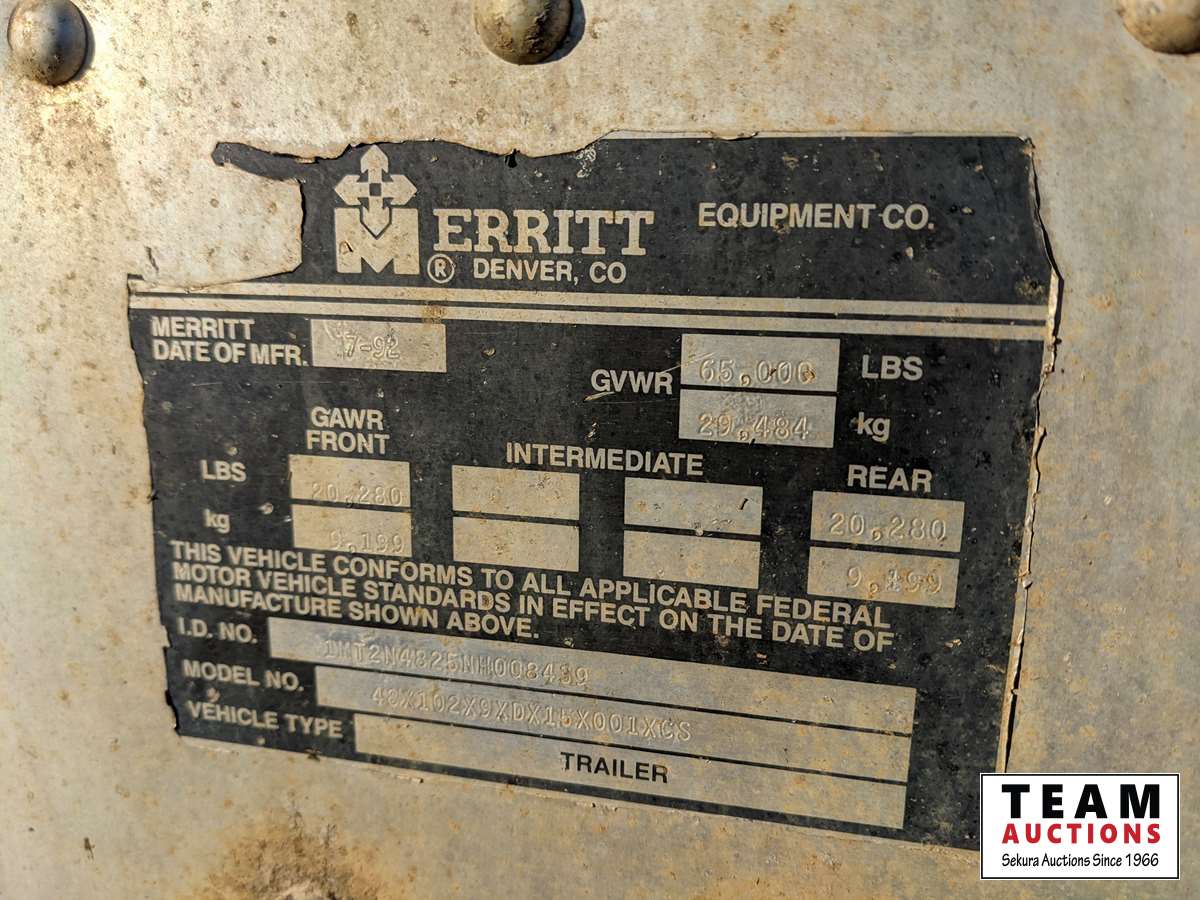 MERRITT EQUIPMENT CO.
® DENVER, CO
MERRITT
DATE OF MFR. 7-92
GVWR 65,000 LBS
29,484 kg
GAWR
FRONT INTERMEDIATE REAR
LBS 20,280 20,280
kg 9,199 9,199
THIS VEHICLE CONFORMS TO ALL APPLICABLE FEDERAL
MOTOR VEHICLE STANDARDS IN EFFECT ON THE DATE OF
MANUFACTURE SHOWN ABOVE.
I.D. NO. 1MT2N4825NH008439
MODEL NO. 48X102X9XDX15X001XCS
VEHICLE TYPE TRAILER
TEAM
AUCTIONS
Sekura Auctions Since 1966